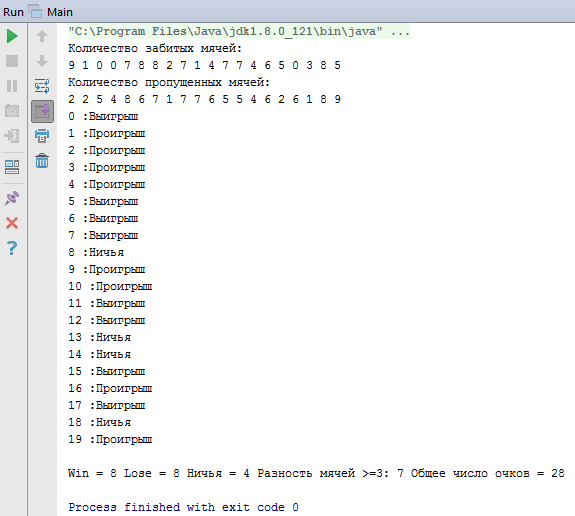 Run Main
"C:\Program Files\Java\jdk1.8.0_121\bin\java" ...
Количество забитых мячей:
9 1 0 0 7 8 8 2 7 1 4 7 7 4 6 5 0 3 8 5
Количество пропущенных мячей:
2 2 5 4 8 6 7 1 7 7 6 5 5 4 6 2 6 1 8 9
0 :Выигрыш
1 :Проигрыш
2 :Проигрыш
3 :Проигрыш
4 :Проигрыш
5 :Выигрыш
6 :Выигрыш
7 :Выигрыш
8 :Ничья
9 :Проигрыш
10 :Проигрыш
11 :Выигрыш
12 :Выигрыш
13 :Ничья
14 :Ничья
15 :Выигрыш
16 :Проигрыш
17 :Выигрыш
18 :Ничья
19 :Проигрыш
Win = 8 Lose = 8 Ничья = 4 Разность мячей >=3: 7 Общее число очков = 28
Process finished with exit code 0